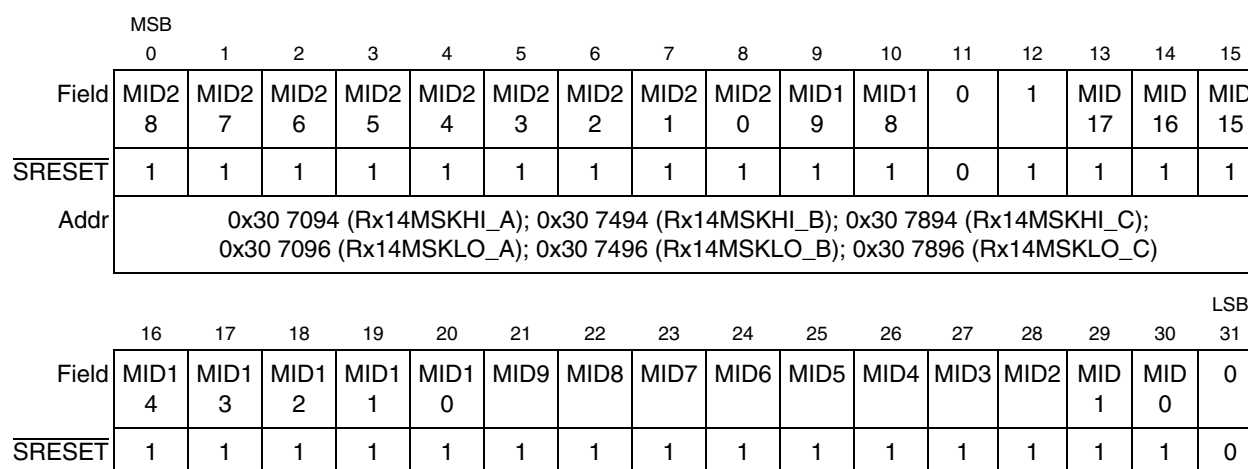 MSB
0 1 2 3 4 5 6 7 8 9 10 11 12 13 14 15
Field MID2 MID2 MID2 MID2 MID2 MID2 MID2 MID2 MID2 MID1 MID1 0 1 MID MID MID
8 7 6 5 4 3 2 1 0 9 8 17 16 15
SRESET 1 1 1 1 1 1 1 1 1 1 1 0 1 1 1 1
Addr 0x30 7094 (Rx14MSKHI_A); 0x30 7494 (Rx14MSKHI_B); 0x30 7894 (Rx14MSKHI_C);
0x30 7096 (Rx14MSKLO_A); 0x30 7496 (Rx14MSKLO_B); 0x30 7896 (Rx14MSKLO_C)
LSB
16 17 18 19 20 21 22 23 24 25 26 27 28 29 30 31
Field MID1 MID1 MID1 MID1 MID1 MID9 MID8 MID7 MID6 MID5 MID4 MID3 MID2 MID MID 0
4 3 2 1 0 1 0
SRESET 1 1 1 1 1 1 1 1 1 1 1 1 1 1 1 0